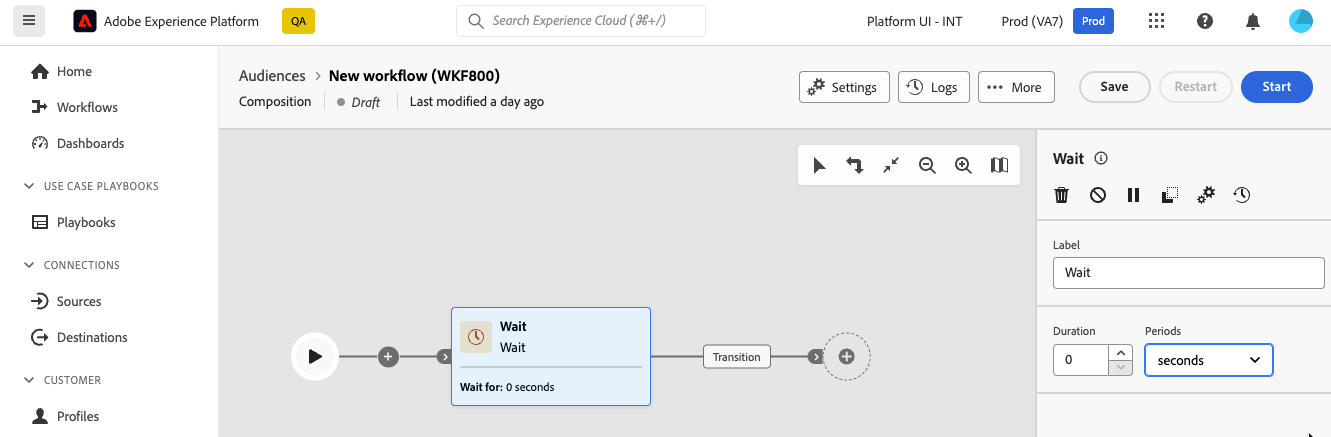 Adobe Experience Platform QA Search Experience Cloud (⌘+/) Platform UI - INT Prod (VA7) Prod
Home
Workflows
Dashboards
USE CASE PLAYBOOKS
Playbooks
CONNECTIONS
Sources
Destinations
CUSTOMER
Profiles
Audiences > New workflow (WKF800)
Composition Draft Last modified a day ago
Settings Logs More Save Restart Start
Wait
Wait
Wait for: 0 seconds
Transition
Wait
Label
Wait
Duration Periods
0 seconds